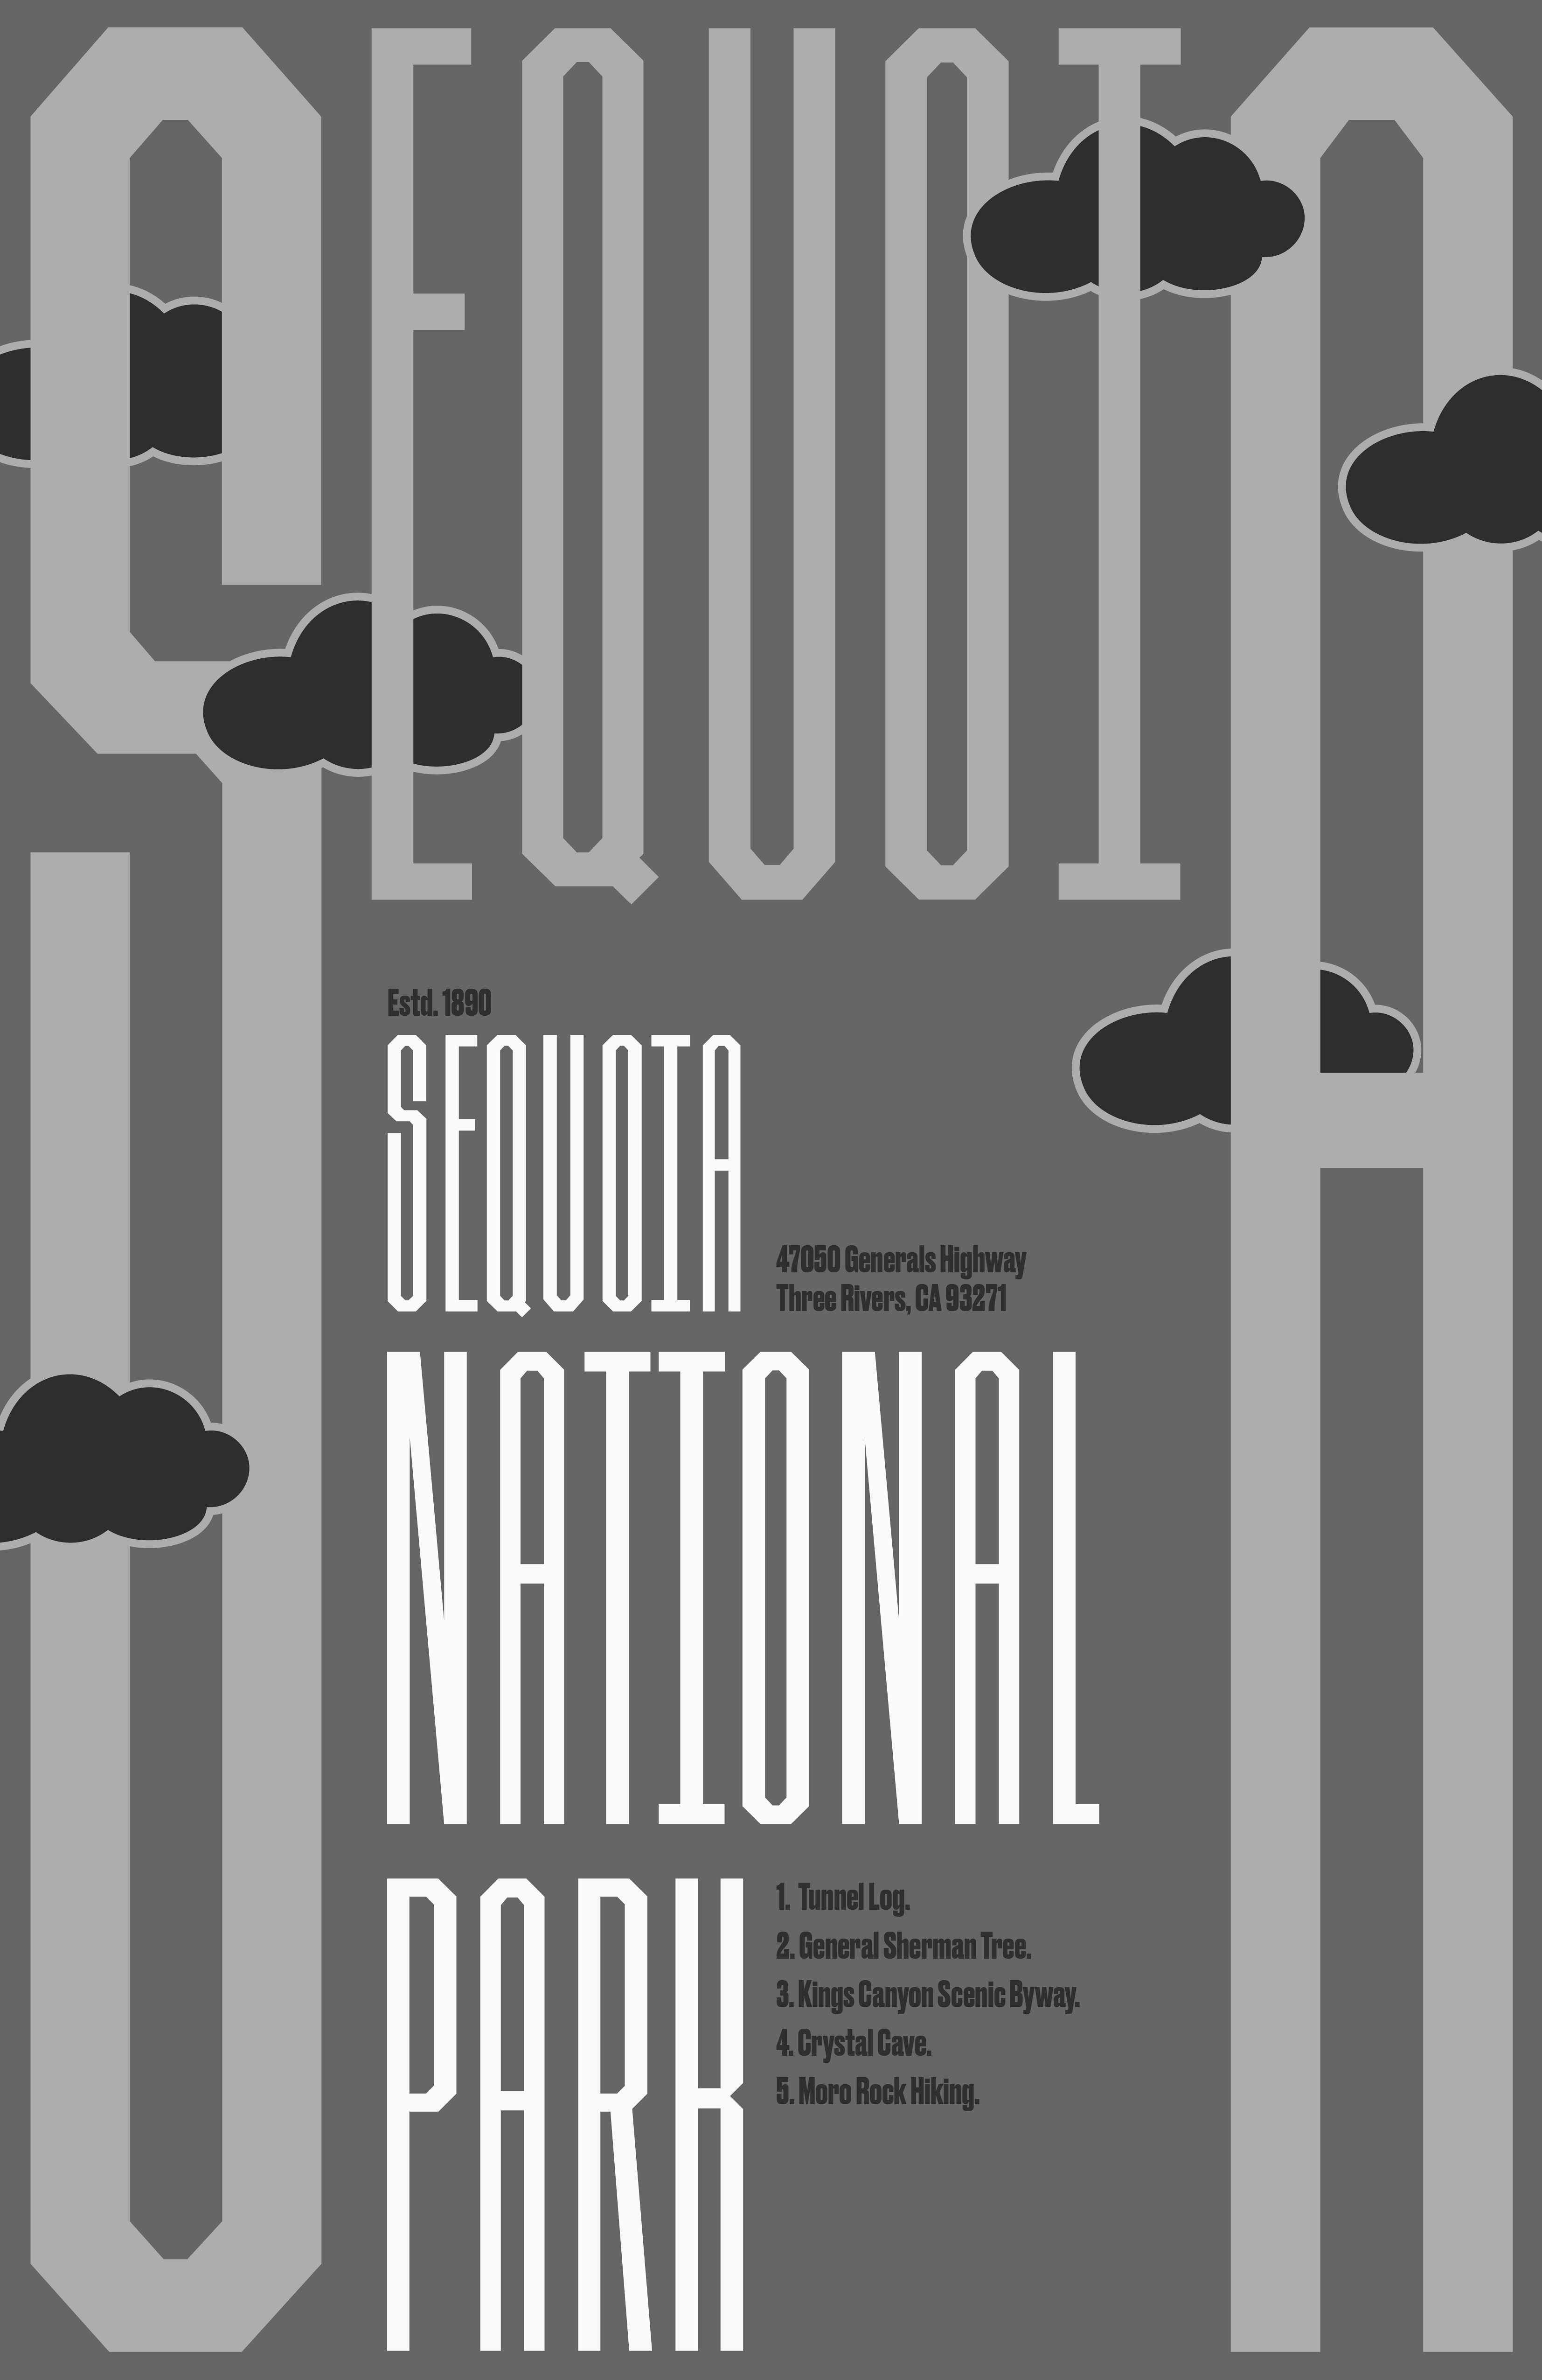 SEQUOIA
Estd. 1890
SEQUOIA
47050 Generals Highway
Three Rivers, CA 93271
NATIONAL
PARK
1. Tunnel Log.
2. General Sherman Tree.
3. Kings Canyon Scenic Byway.
4. Crystal Cave.
5. Moro Rock Hiking.